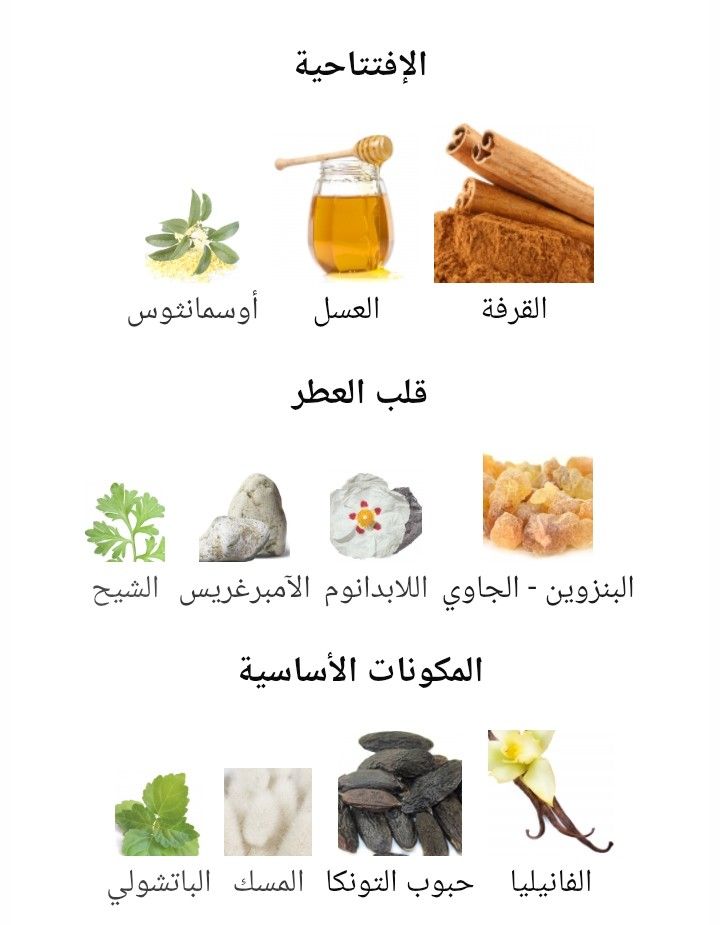 الإفتتاحية
القرفة العسل أوسمانثوس
قلب العطر
البنزوين - الجاوي اللابدانوم الآمبرغريس الشيح
المكونات الأساسية
الفانيليا حبوب التونكا المسك الباتشولي